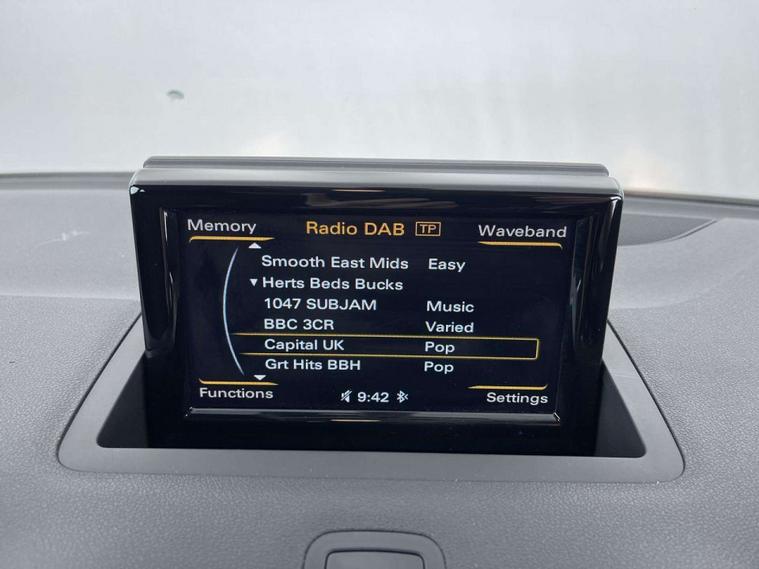 Memory Radio DAB TP Waveband
Smooth East Mids Easy
▼ Herts Beds Bucks
1047 SUBJAM Music
BBC 3CR Varied
Capital UK Pop
Grt Hits BBH Pop
Functions 9:42 Settings